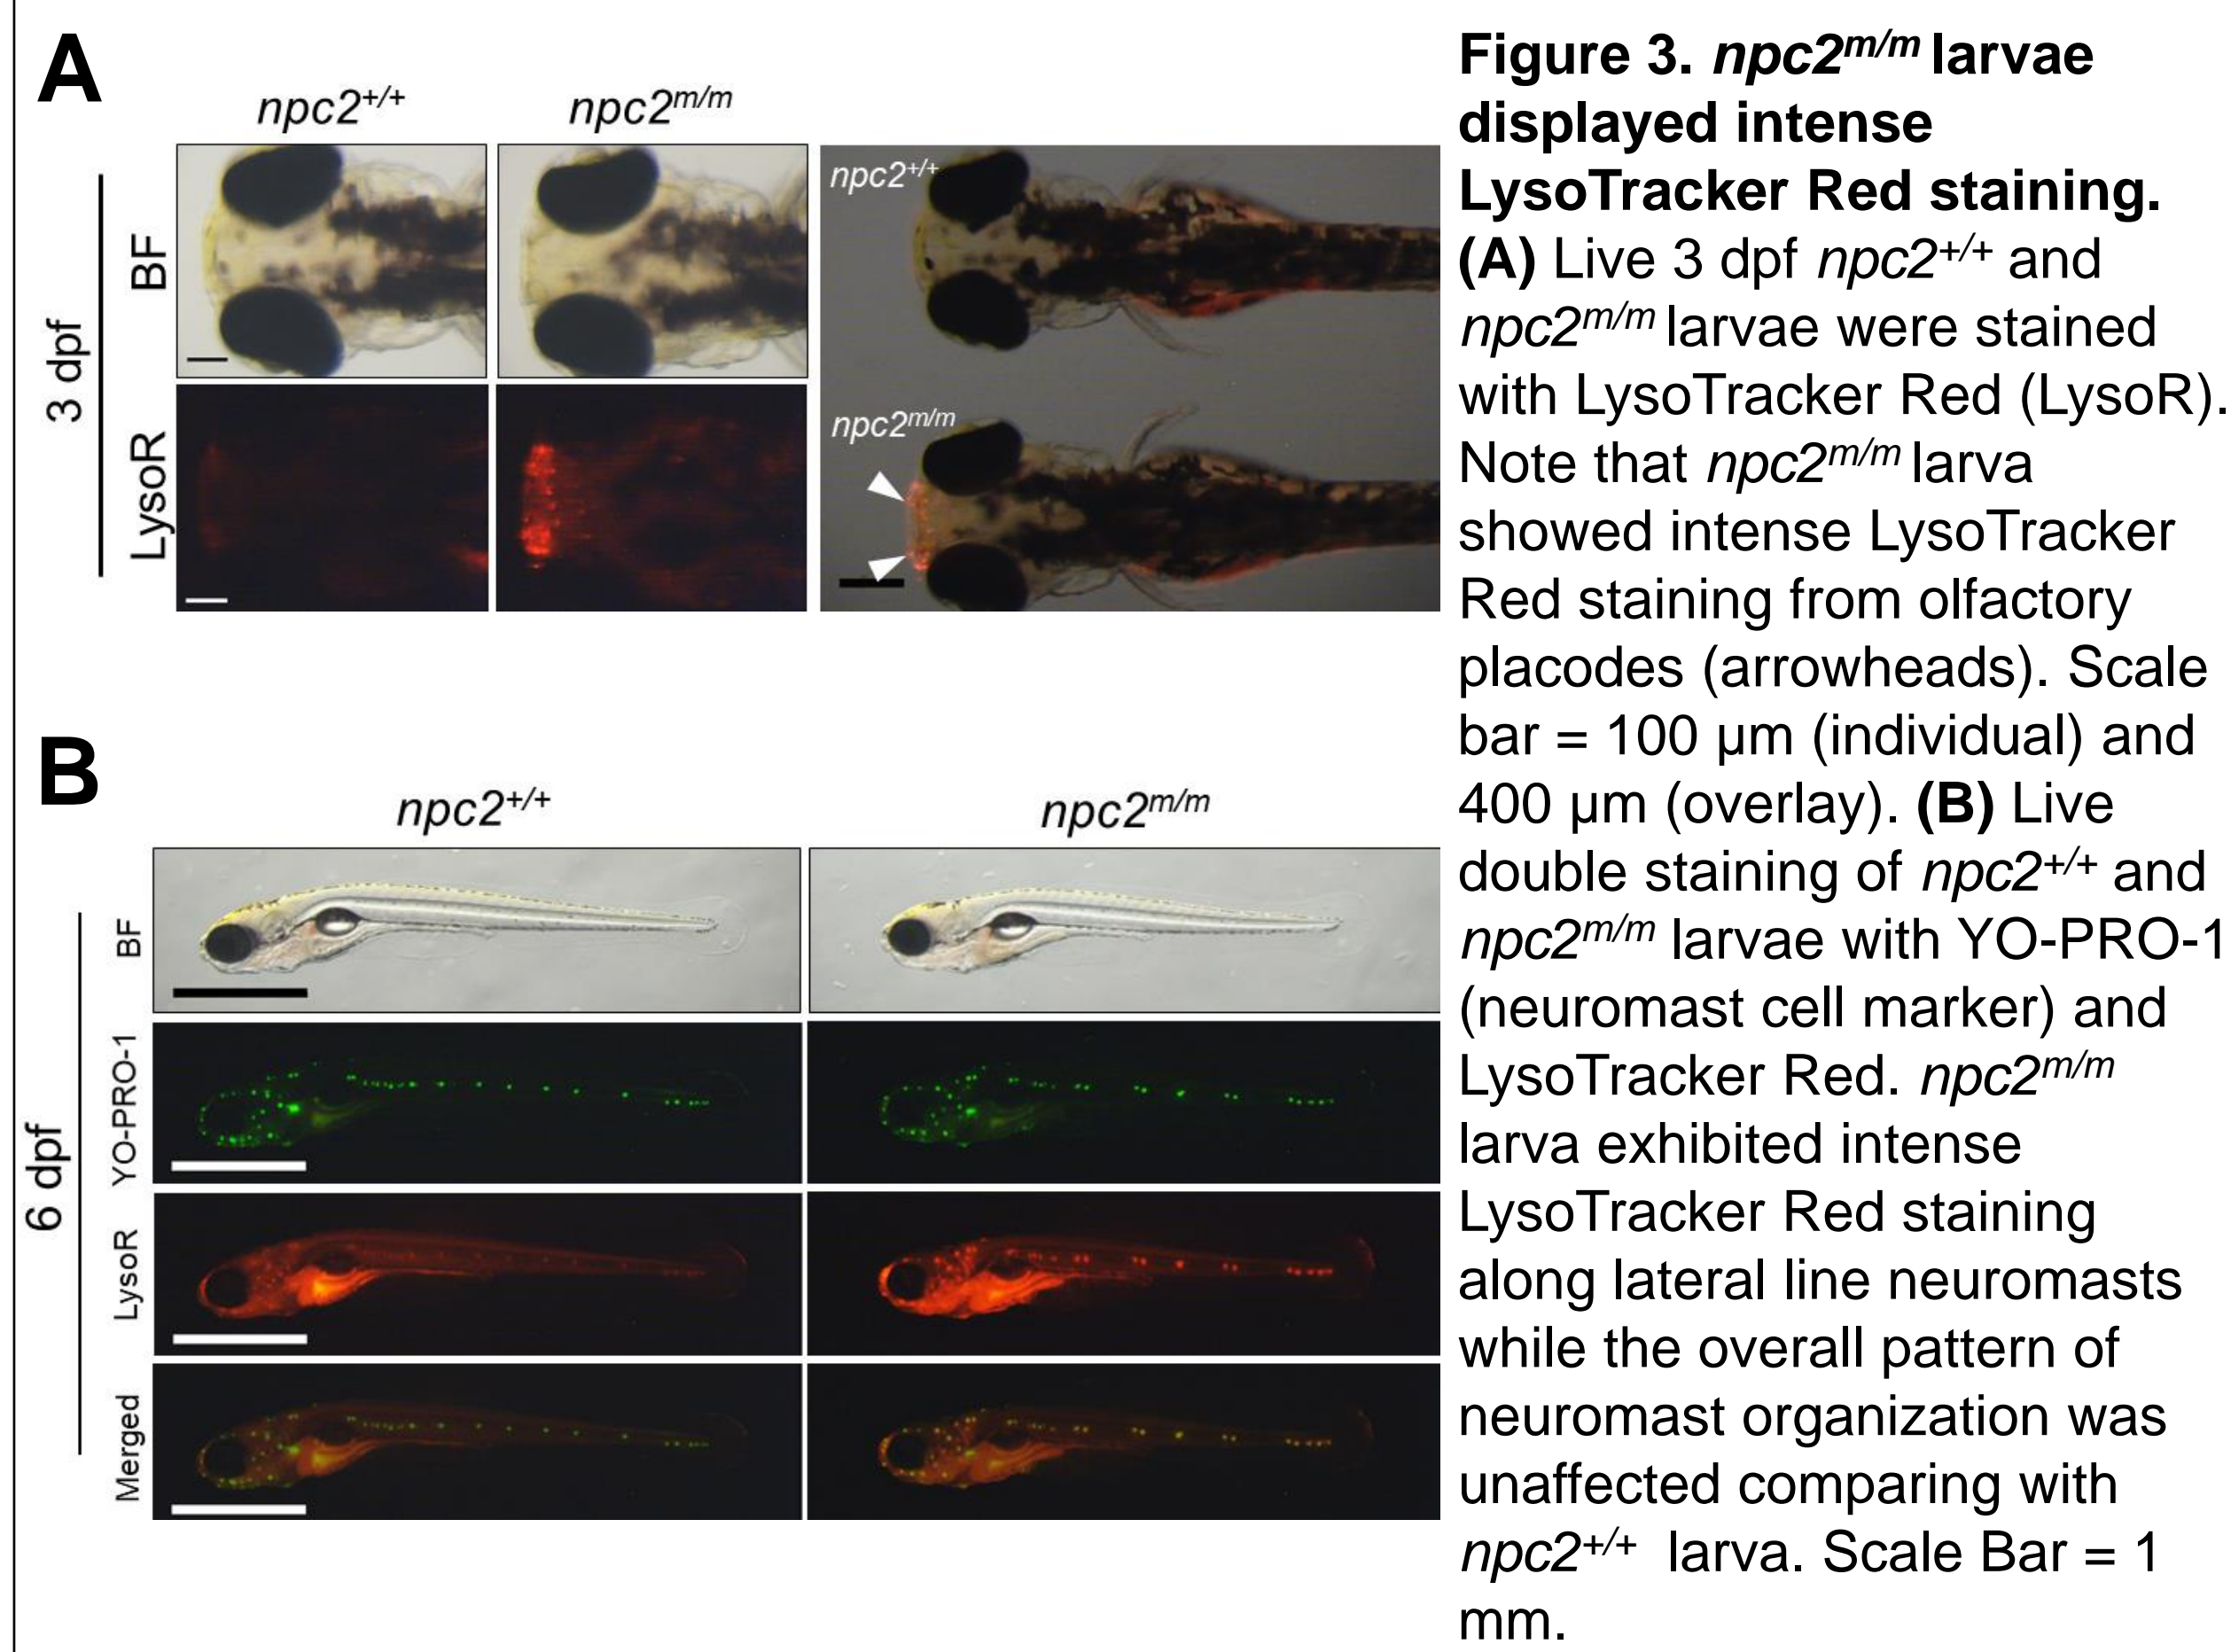 A
npc2+/+
npc2m/m
3 dpf
BF
LysoR
npc2+/+
npc2m/m
B
npc2+/+
npc2m/m
6 dpf
BF
YO-PRO-1
LysoR
Merged
Figure 3. npc2m/m larvae
displayed intense
LysoTracker Red staining.
(A) Live 3 dpf npc2+/+ and
npc2m/m larvae were stained
with LysoTracker Red (LysoR).
Note that npc2m/m larva
showed intense LysoTracker
Red staining from olfactory
placodes (arrowheads). Scale
bar = 100 µm (individual) and
400 µm (overlay). (B) Live
double staining of npc2+/+ and
npc2m/m larvae with YO-PRO-1
(neuromast cell marker) and
LysoTracker Red. npc2m/m
larva exhibited intense
LysoTracker Red staining
along lateral line neuromasts
while the overall pattern of
neuromast organization was
unaffected comparing with
npc2+/+ larva. Scale Bar = 1
mm.